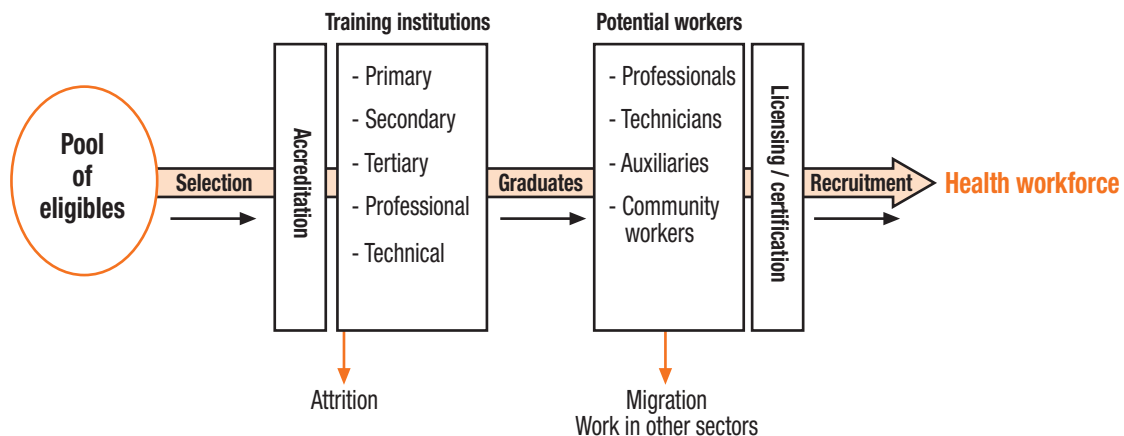 Training institutions
Potential workers
Pool
of
eligibles
Selection
Accreditation
- Primary
- Secondary
- Tertiary
- Professional
- Technical
Graduates
- Professionals
- Technicians
- Auxiliaries
- Community
workers
Licensing / certification
Recruitment
Health workforce
Attrition
Migration
Work in other sectors